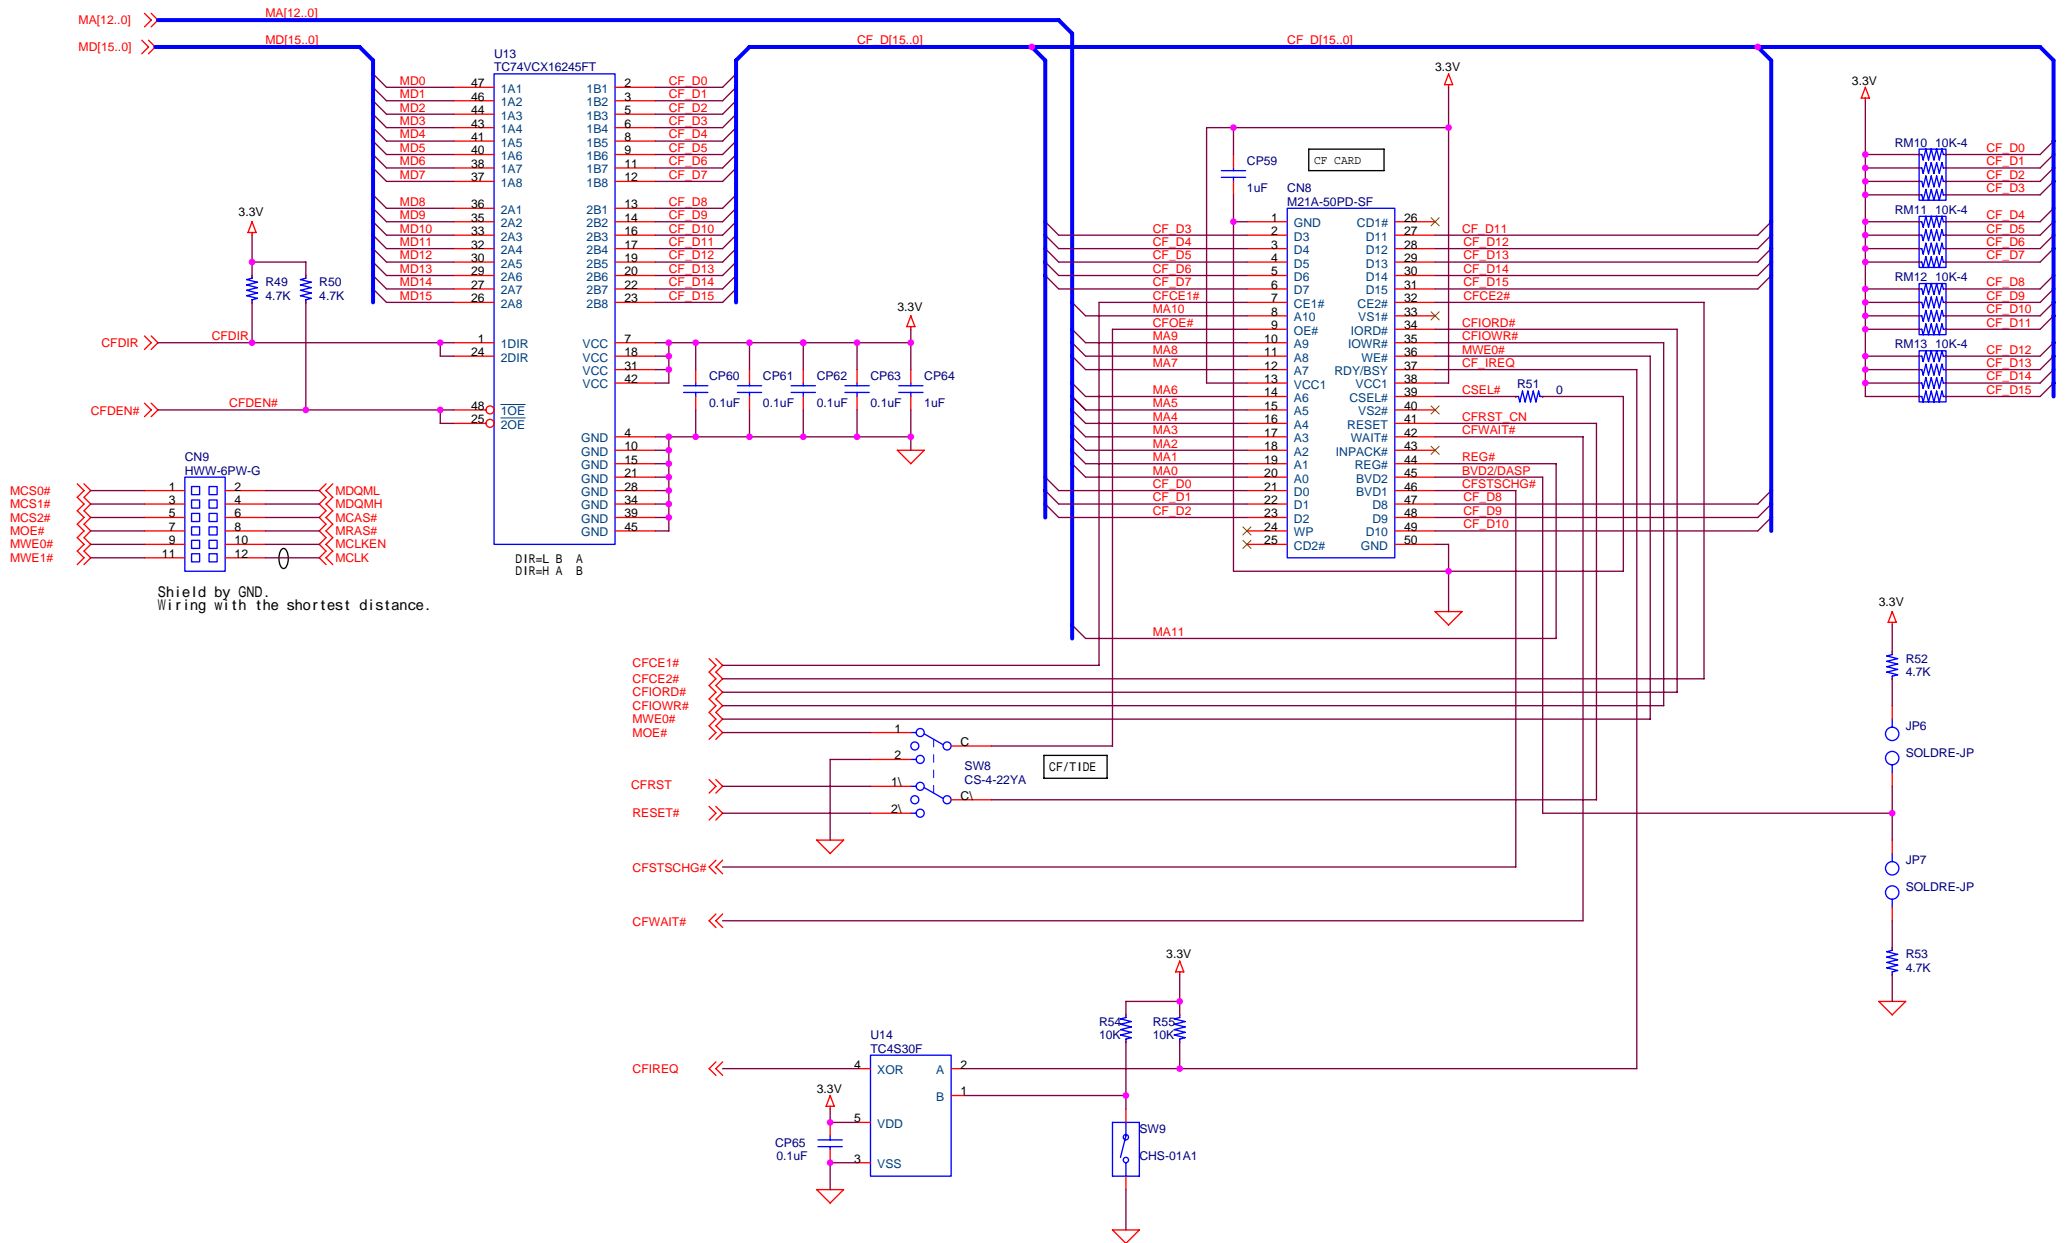 MA[12..0] MA[12..0]
MD[15..0] MD[15..0] CF_D[15..0] CF_D[15..0]
U13
TC74VCX16245FT
MD0 47 1A1 1B1 2 CF_D0
MD1 46 1A2 1B2 3 CF_D1
MD2 44 1A3 1B3 5 CF_D2
MD3 43 1A4 1B4 6 CF_D3
MD4 41 1A5 1B5 8 CF_D4
MD5 40 1A6 1B6 9 CF_D5
MD6 38 1A7 1B7 11 CF_D6
MD7 37 1A8 1B8 12 CF_D7
MD8 36 2A1 2B1 13 CF_D8
MD9 35 2A2 2B2 14 CF_D9
MD10 33 2A3 2B3 16 CF_D10
MD11 32 2A4 2B4 17 CF_D11
MD12 30 2A5 2B5 19 CF_D12
MD13 29 2A6 2B6 20 CF_D13
MD14 27 2A7 2B7 22 CF_D14
MD15 26 2A8 2B8 23 CF_D15
3.3V
R49
4.7K
R50
4.7K
CFDIR CFDIR 1 1DIR VCC 7
24 2DIR VCC 18
VCC 31
VCC 42
CFDEN# CFDEN# 48 1OE
25 2OE
GND 4
GND 10
GND 15
GND 21
GND 28
GND 34
GND 39
GND 45
3.3V
CP60
0.1uF
CP61
0.1uF
CP62
0.1uF
CP63
0.1uF
CP64
1uF
DIR=L B A
DIR=H A B
CN9
HWW-6PW-G
MCS0# 1 2 MDQML
MCS1# 3 4 MDQMH
MCS2# 5 6 MCAS#
MOE# 7 8 MRAS#
MWE0# 9 10 MCLKEN
MWE1# 11 12 MCLK
Shield by GND.
Wiring with the shortest distance.
3.3V
CP59
1uF
CF CARD
CN8
M21A-50PD-SF
1 GND CD1# 26
CF_D3 2 D3 D11 27 CF_D11
CF_D4 3 D4 D12 28 CF_D12
CF_D5 4 D5 D13 29 CF_D13
CF_D6 5 D6 D14 30 CF_D14
CF_D7 6 D7 D15 31 CF_D15
CFCE1# 7 CE1# CE2# 32 CFCE2#
MA10 8 A10 VS1# 33
CFOE# 9 OE# IORD# 34 CFIORD#
MA9 10 A9 IOWR# 35 CFIOWR#
MA8 11 A8 WE# 36 MWE0#
MA7 12 A7 RDY/BSY 37 CF_IREQ
13 VCC1 VCC1 38
MA6 14 A6 CSEL# 39 CSEL# R51 0
MA5 15 A5 VS2# 40
MA4 16 A4 RESET 41 CFRST_CN
MA3 17 A3 WAIT# 42 CFWAIT#
MA2 18 A2 INPACK# 43
MA1 19 A1 REG# 44 REG#
MA0 20 A0 BVD2 45 BVD2/DASP
CF_D0 21 D0 BVD1 46 CFSTSCHG#
CF_D1 22 D1 D8 47 CF_D8
CF_D2 23 D2 D9 48 CF_D9
24 WP D10 49 CF_D10
25 CD2# GND 50
MA11
3.3V
RM10 10K-4 CF_D0
CF_D1
CF_D2
CF_D3
RM11 10K-4 CF_D4
CF_D5
CF_D6
CF_D7
RM12 10K-4 CF_D8
CF_D9
CF_D10
CF_D11
RM13 10K-4 CF_D12
CF_D13
CF_D14
CF_D15
CFCE1#
CFCE2#
CFIORD#
CFIOWR#
MWE0#
MOE# 1 C
2
SW8
CS-4-22YA
CF/TIDE
CFRST 1\ C\
RESET# 2\
CFSTSCHG#
CFWAIT#
3.3V
R52
4.7K
JP6
SOLDRE-JP
JP7
SOLDRE-JP
R53
4.7K
3.3V
R54
10K
R55
10K
U14
TC4S30F
CFIREQ 4 XOR A 2
B 1
3.3V
5 VDD
CP65
0.1uF
3 VSS
SW9
CHS-01A1